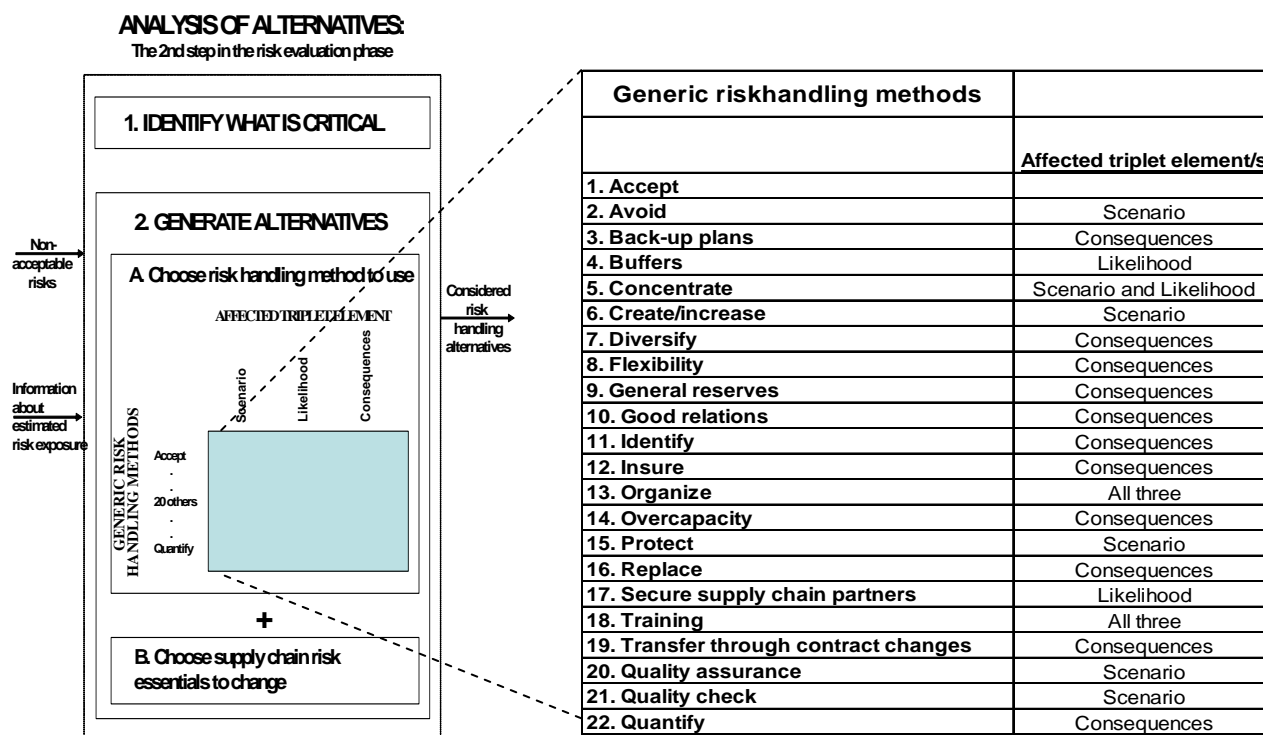 ANALYSIS OF ALTERNATIVES:
The 2nd step in the risk evaluation phase
1. IDENTIFY WHAT IS CRITICAL
2. GENERATE ALTERNATIVES
Non-
acceptable
risks
A. Choose risk handling method to use
AFFECTED TRIPLET ELEMENT
Scenario
Likelihood
Consequences
Considered
risk
handling
alternatives
Information
about
estimated
risk exposure
GENERIC RISK
HANDLING METHODS
Accept
.
.
20 others
.
.
Quantify
+
B. Choose supply chain risk
essentials to change
Generic riskhandling methods
Affected triplet element/s
1. Accept
2. Avoid Scenario
3. Back-up plans Consequences
4. Buffers Likelihood
5. Concentrate Scenario and Likelihood
6. Create/increase Scenario
7. Diversify Consequences
8. Flexibility Consequences
9. General reserves Consequences
10. Good relations Consequences
11. Identify Consequences
12. Insure Consequences
13. Organize All three
14. Overcapacity Consequences
15. Protect Scenario
16. Replace Consequences
17. Secure supply chain partners Likelihood
18. Training All three
19. Transfer through contract changes Consequences
20. Quality assurance Scenario
21. Quality check Scenario
22. Quantify Consequences